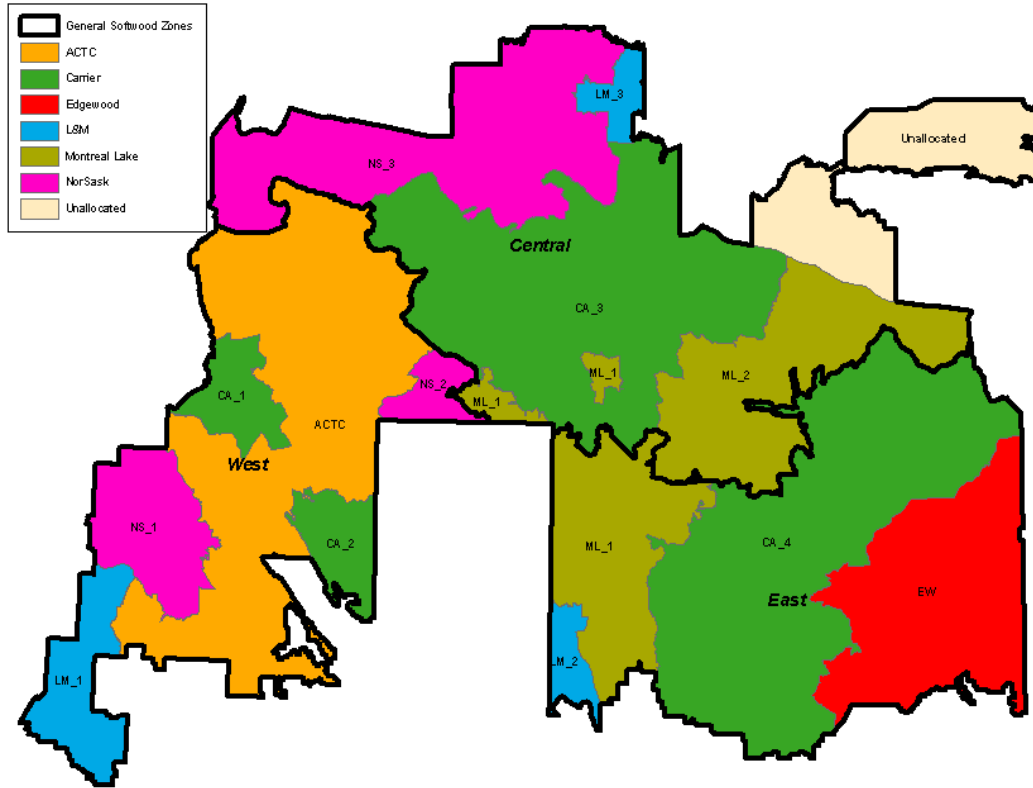 General Softwood Zones
ACTC
Carrier
Edgewood
L&M
Montreal Lake
NorSask
Unallocated
LM_3
Unallocated
NS_3
Central
CA_3
ML_1
ML_2
NS_2
CA_1
ML_1
ACTC
West
NS_1
CA_2
ML_1
CA_4
EW
East
LM_2
LM_1